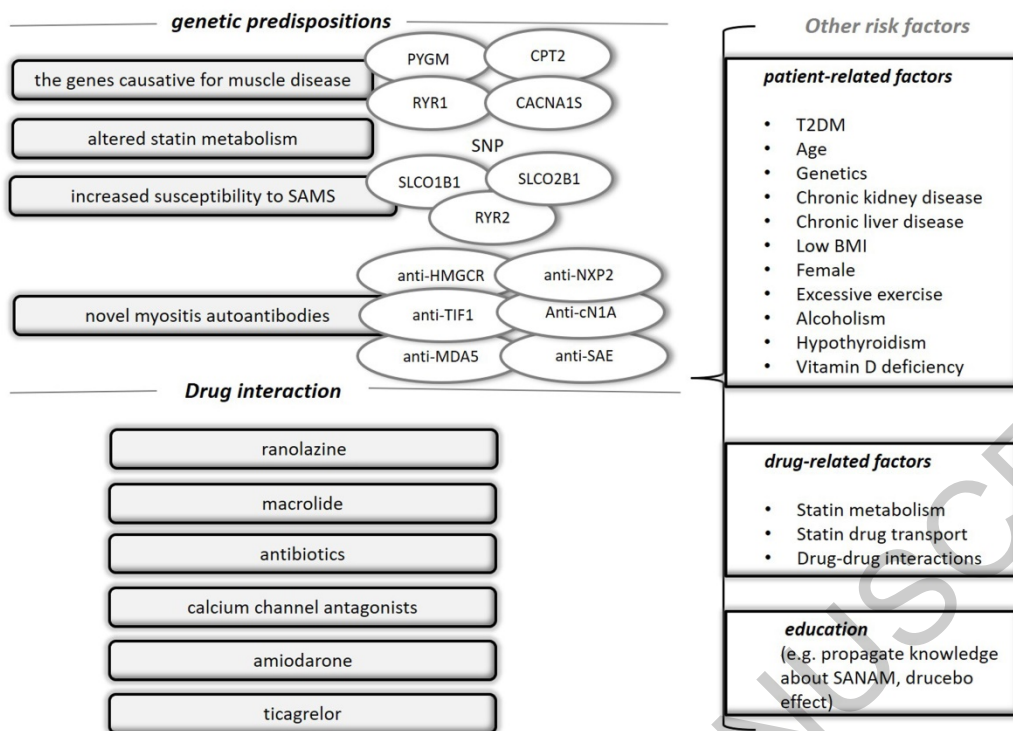 genetic predispositions
the genes causative for muscle disease
PYGM
CPT2
RYR1
CACNA1S
altered statin metabolism
SNP
increased susceptibility to SAMS
SLCO1B1
SLCO2B1
RYR2
novel myositis autoantibodies
anti-HMGCR
anti-NXP2
anti-TIF1
Anti-cN1A
anti-MDA5
anti-SAE
Drug interaction
ranolazine
macrolide
antibiotics
calcium channel antagonists
amiodarone
ticagrelor
Other risk factors
patient-related factors
• T2DM
• Age
• Genetics
• Chronic kidney disease
• Chronic liver disease
• Low BMI
• Female
• Excessive exercise
• Alcoholism
• Hypothyroidism
• Vitamin D deficiency
drug-related factors
• Statin metabolism
• Statin drug transport
• Drug-drug interactions
education
(e.g. propagate knowledge
about SANAM, drucebo
effect)